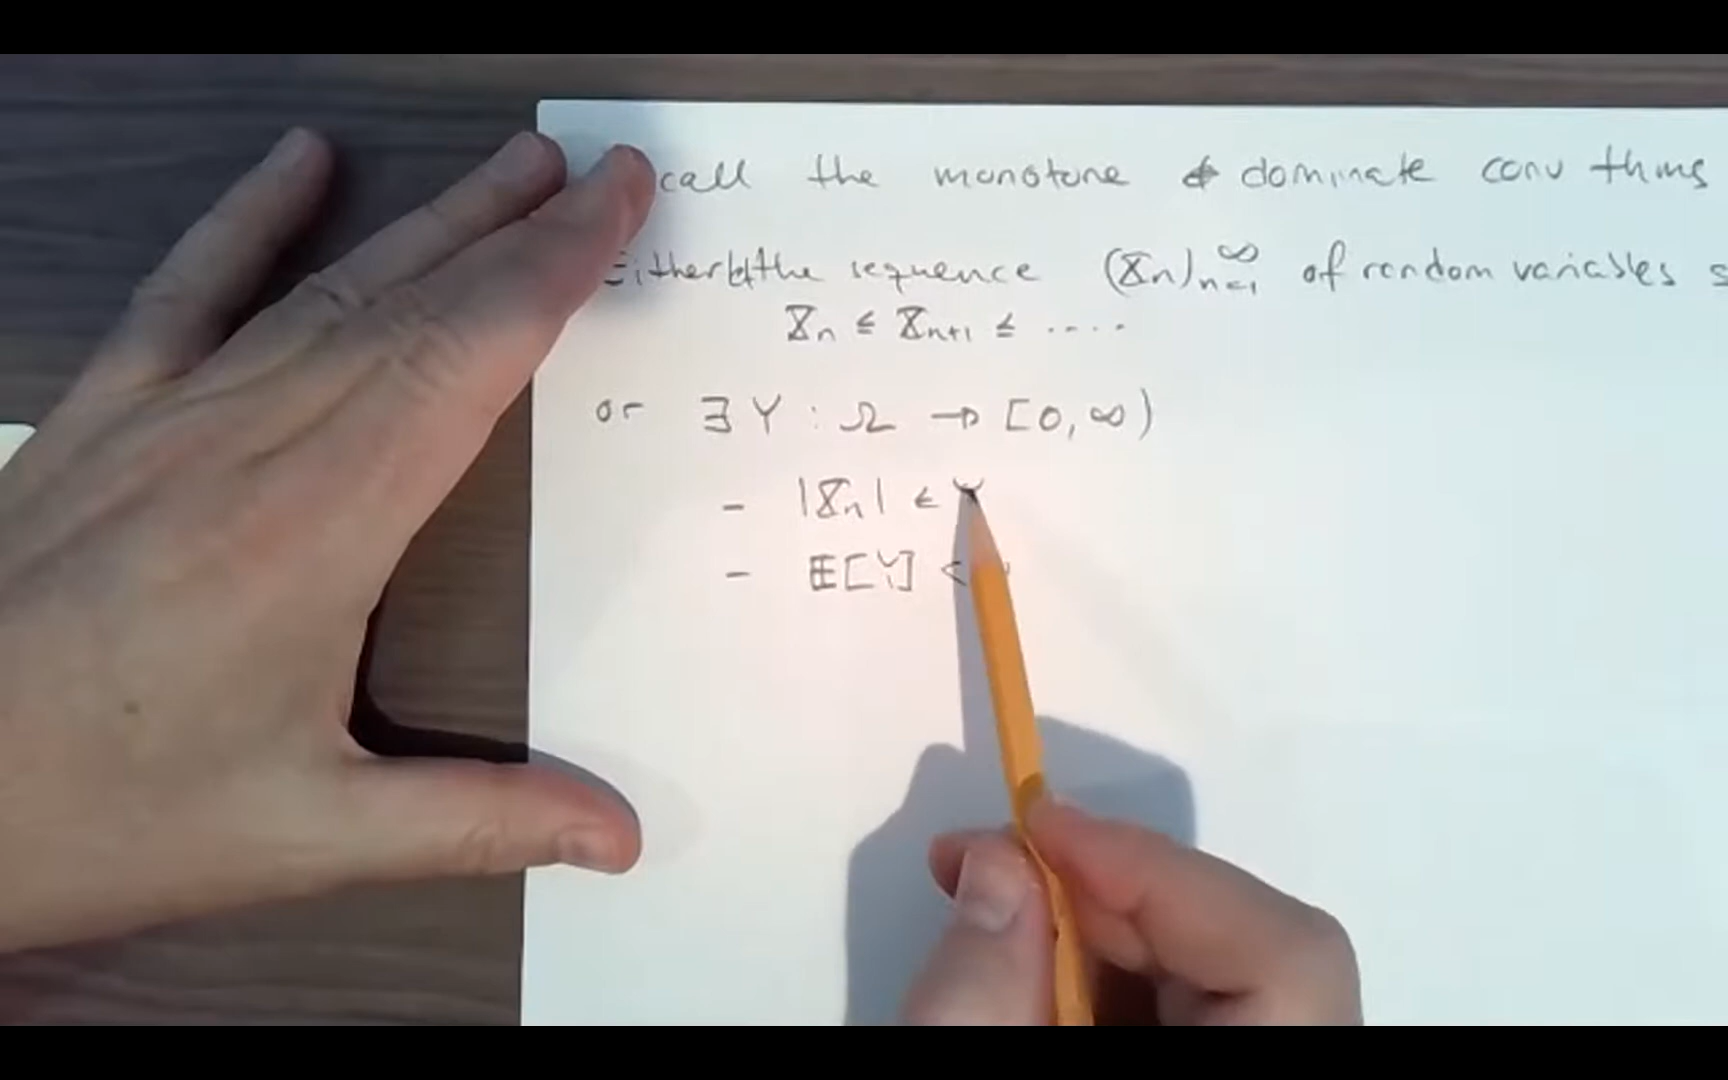 call the monotone & dominate conv thms
Either the sequence (Xn)n=1∞ of random variables s
Xn ≤ Xn+1 ≤ ....
or ∃ Y : Ω → [0, ∞)
- |Xn| ≤ Y
- E[Y] <